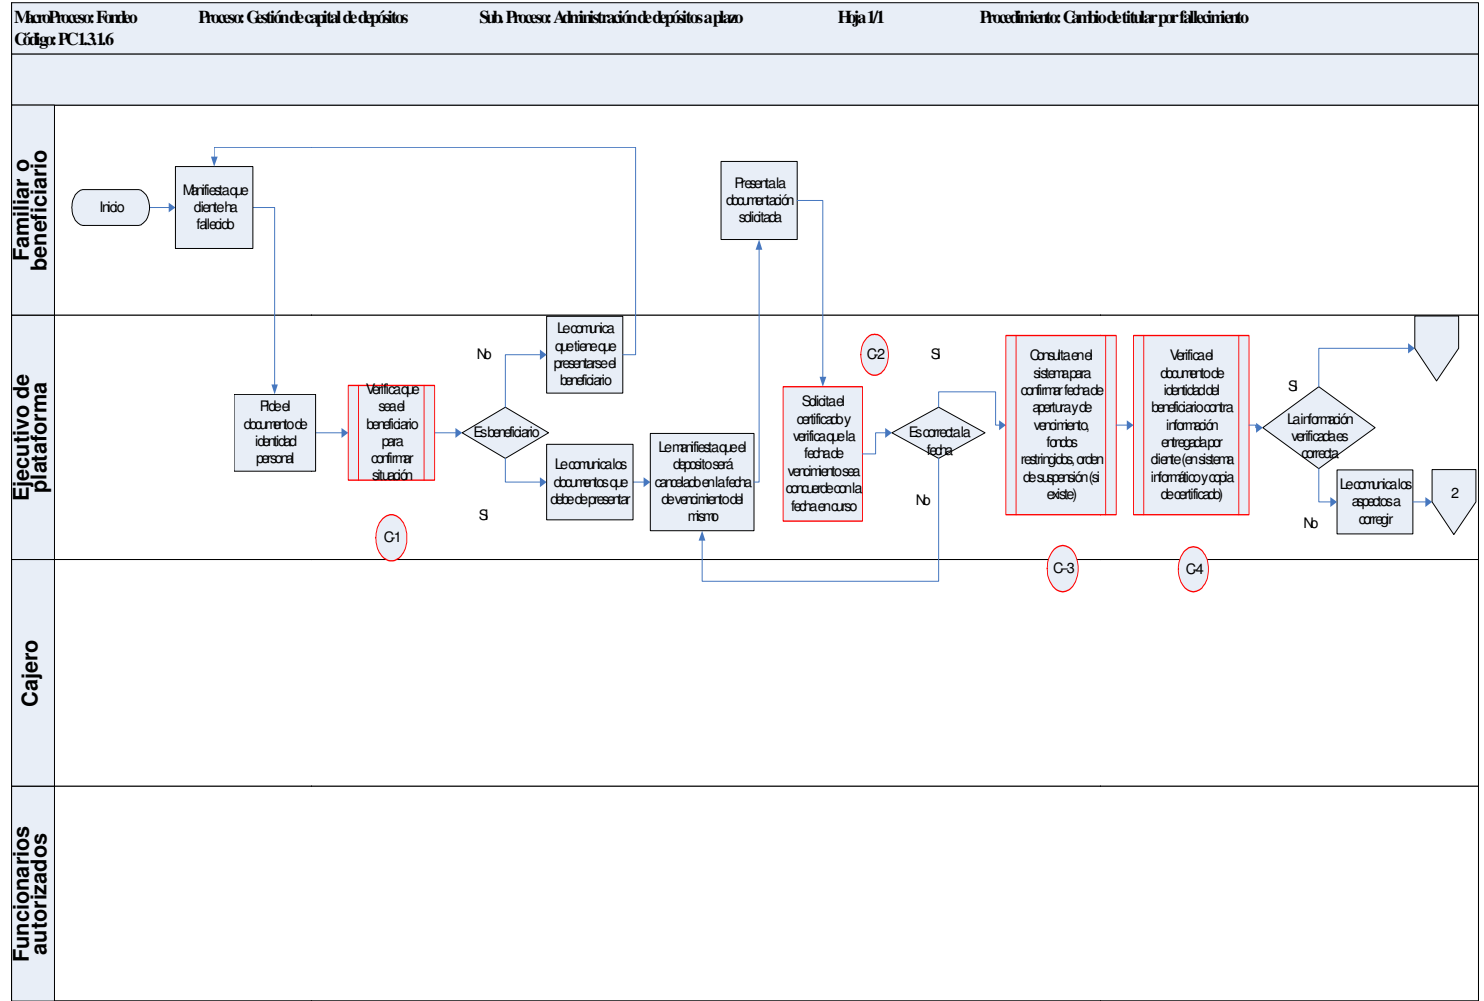 MacroProceso: Fondeo Proceso: Gestión de capital de depósitos Sub. Proceso: Administración de depósitos a plazo Hoja 1/1 Procedimiento: Cambio de titular por fallecimiento
Código: PC1.3.1.6
Familiar o
beneficiario
Inicio
Manifiesta que
cliente ha
fallecido
Presenta la
documentación
solicitada
Ejecutivo de
plataforma
Pide el
documento de
identidad
personal
Verifica que
sea el
beneficiario
para
confirmar
situación
C-1
Es beneficiario
No
Si
Le comunica
que tiene que
presentarse el
beneficiario
Le comunica los
documentos que
debe de presentar
Le manifiesta que el
deposito será
cancelado en la fecha
de vencimiento del
mismo
Solicita el
certificado y
verifica que la
fecha de
vencimiento sea
concuerde con la
fecha en curso
C-2
Es correcta la
fecha
Si
No
Consulta en el
sistema para
confirmar fecha de
apertura y de
vencimiento,
fondos
restringidos, orden
de suspensión (si
existe)
C-3
Verifica el
documento de
identidad del
beneficiario contra
información
entregada por
cliente (en sistema
informático y copia
de certificado)
C-4
La información
verificada es
correcta
Si
No
Le comunica los
aspectos a
corregir
2
Cajero
Funcionarios
autorizados